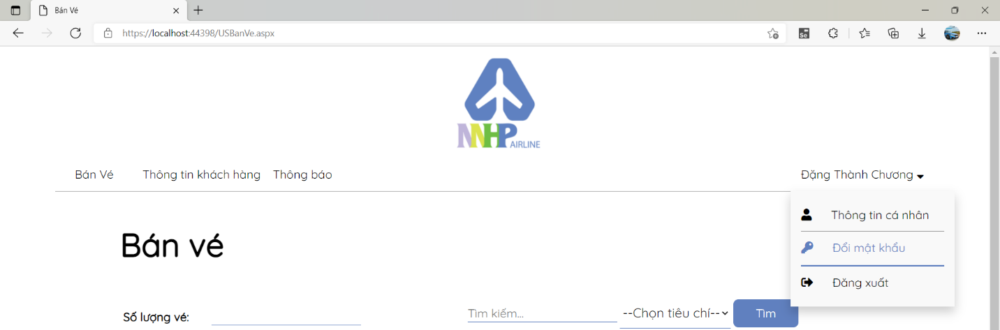 Bán Vé
https://localhost:44398/USBanVe.aspx
Se
NNHP AIRLINE
Bán Vé Thông tin khách hàng Thông báo Đặng Thành Chương
Thông tin cá nhân
Bán vé
Đổi mật khẩu
Đăng xuất
Số lượng vé: Tìm kiếm... --Chọn tiêu chí-- Tìm